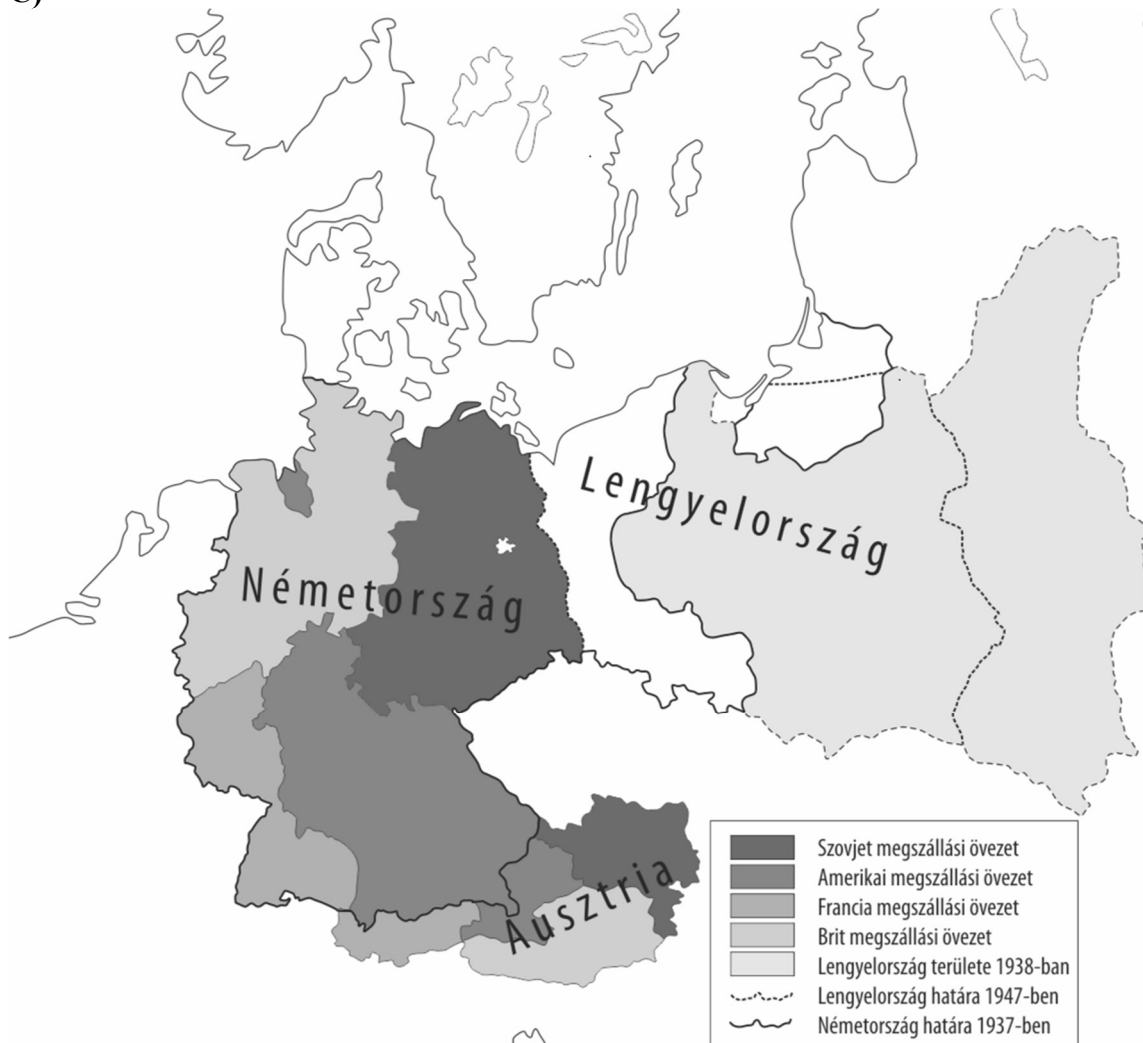 C)
Lengyelország
Németország
Ausztria
Szovjet megszállási övezet
Amerikai megszállási övezet
Francia megszállási övezet
Brit megszállási övezet
Lengyelország területe 1938-ban
Lengyelország határa 1947-ben
Németország határa 1937-ben